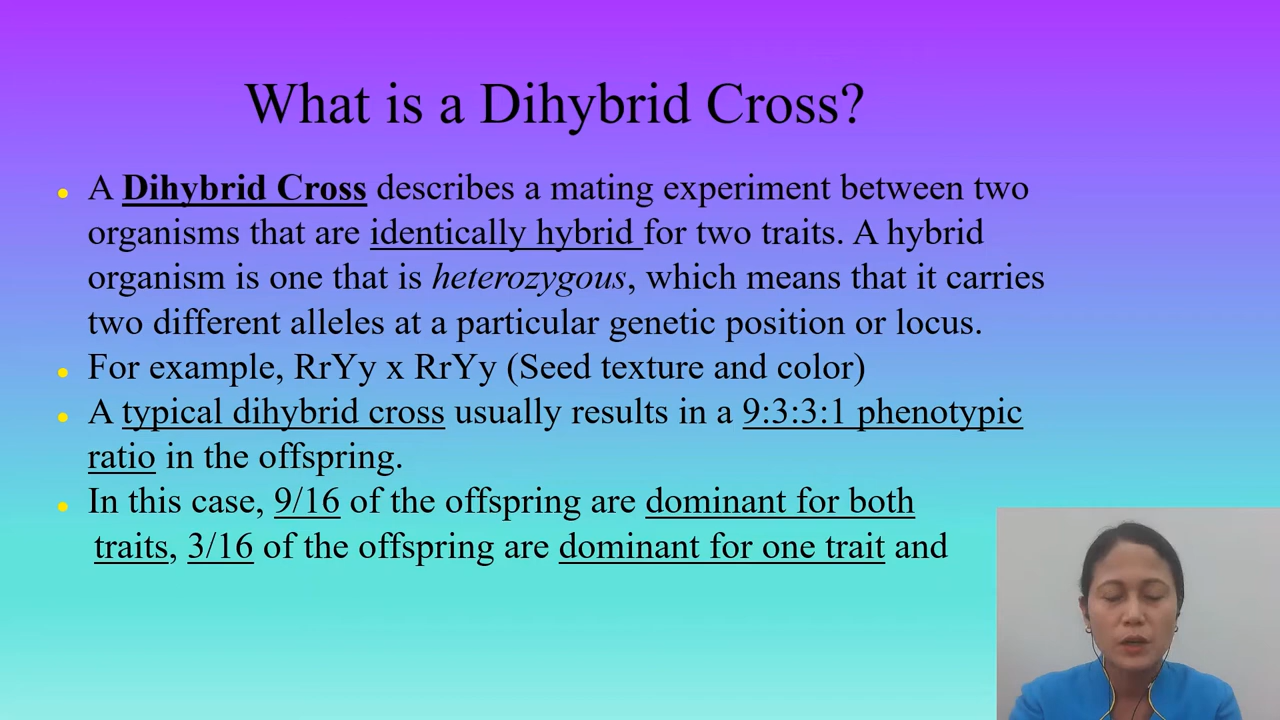 What is a Dihybrid Cross?
A Dihybrid Cross describes a mating experiment between two
organisms that are identically hybrid for two traits. A hybrid
organism is one that is heterozygous, which means that it carries
two different alleles at a particular genetic position or locus.
For example, RrYy x RrYy (Seed texture and color)
A typical dihybrid cross usually results in a 9:3:3:1 phenotypic
ratio in the offspring.
In this case, 9/16 of the offspring are dominant for both
traits, 3/16 of the offspring are dominant for one trait and